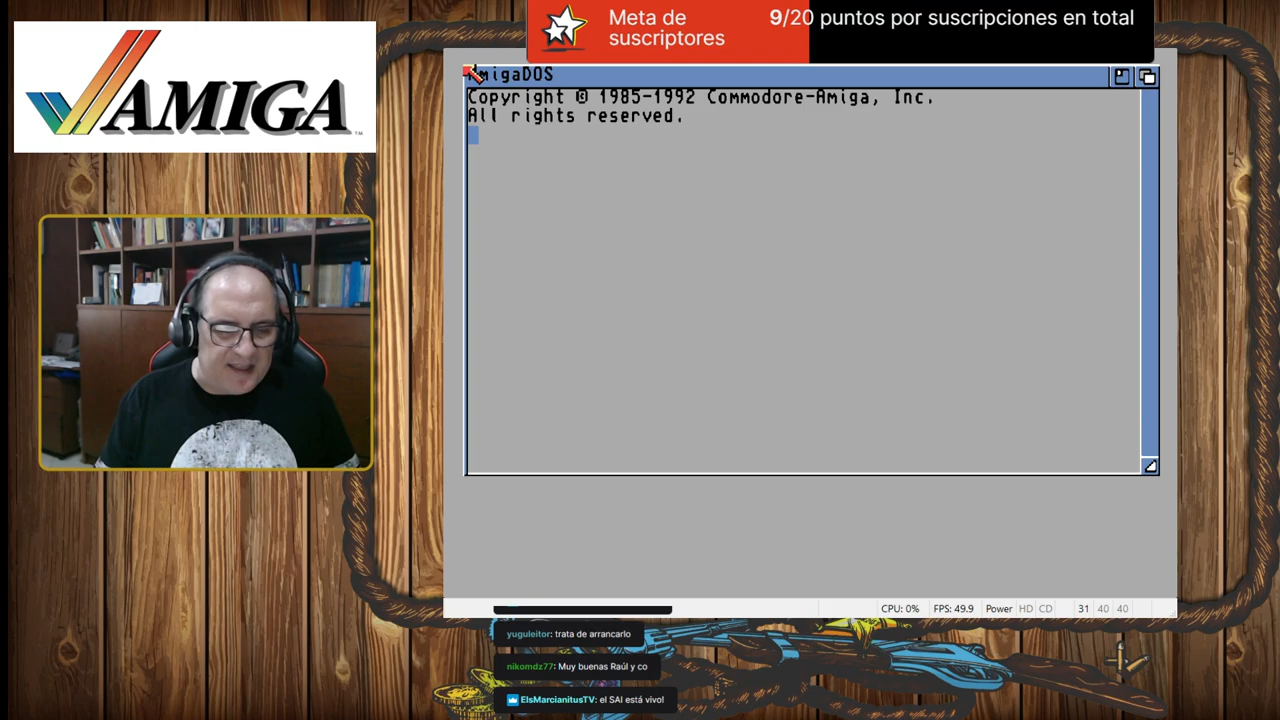 AMIGA
TM
Meta de
suscriptores
9/20 puntos por suscripciones en total
AmigaDOS
Copyright © 1985-1992 Commodore-Amiga, Inc.
All rights reserved.
CPU: 0%
FPS: 49.9
Power
HD
CD
31
40
40
yuguleitor: trata de arrancarlo
nikomdz77: Muy buenas Raúl y co
ElsMarcianitusTV: el SAI está vivo!